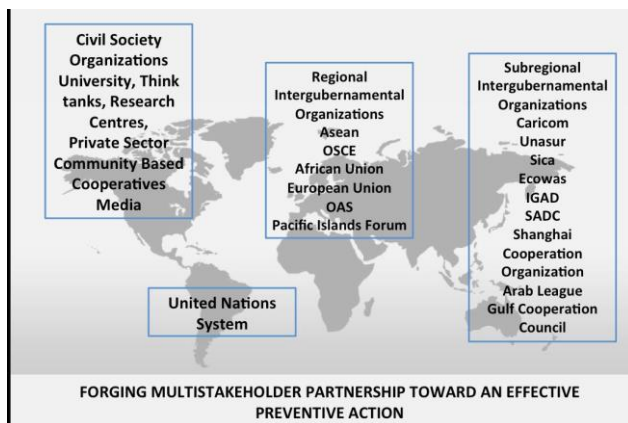 Civil Society
Organizations
University, Think
tanks, Research
Centres,
Private Sector
Community Based
Cooperatives
Media
Regional
Intergubernamental
Organizations
Asean
OSCE
African Union
European Union
OAS
Pacific Islands Forum
Subregional
Intergubernamental
Organizations
Caricom
Unasur
Sica
Ecowas
IGAD
SADC
Shanghai
Cooperation
Organization
Arab League
Gulf Cooperation
Council
United Nations
System
FORGING MULTISTAKEHOLDER PARTNERSHIP TOWARD AN EFFECTIVE
PREVENTIVE ACTION